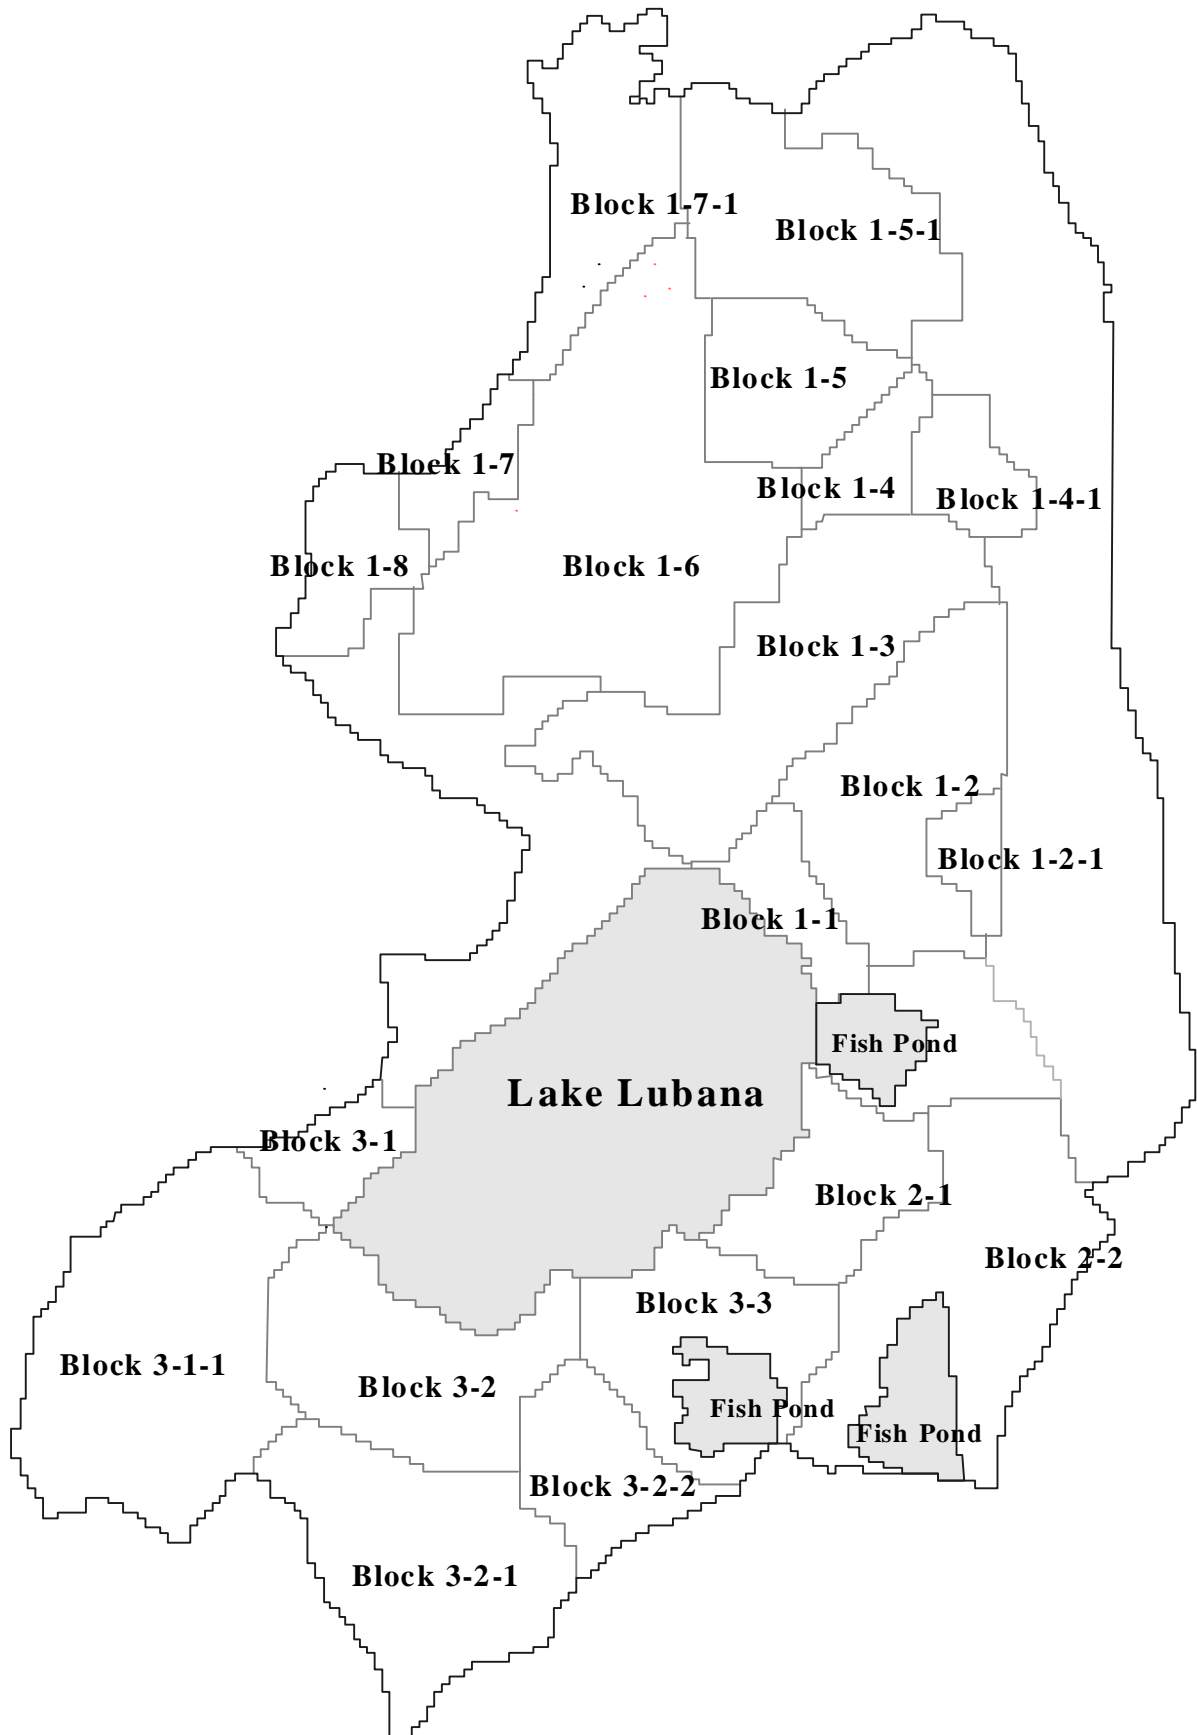 Block 1-7-1
Block 1-5-1
Block 1-5
Block 1-7
Block 1-4
Block 1-4-1
Block 1-8
Block 1-6
Block 1-3
Block 1-2
Block 1-2-1
Block 1-1
Fish Pond
Lake Lubana
Block 3-1
Block 2-1
Block 2-2
Block 3-3
Block 3-1-1
Block 3-2
Fish Pond
Fish Pond
Block 3-2-2
Block 3-2-1